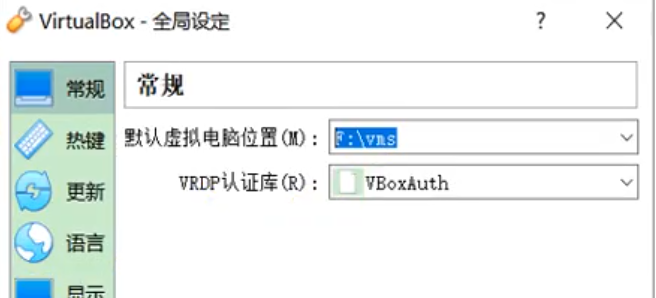 VirtualBox - 全局设定
常规
常规
热键
默认虚拟电脑位置(M):
F:\vms
更新
VRDP认证库(R):
VBoxAuth
语言
显示